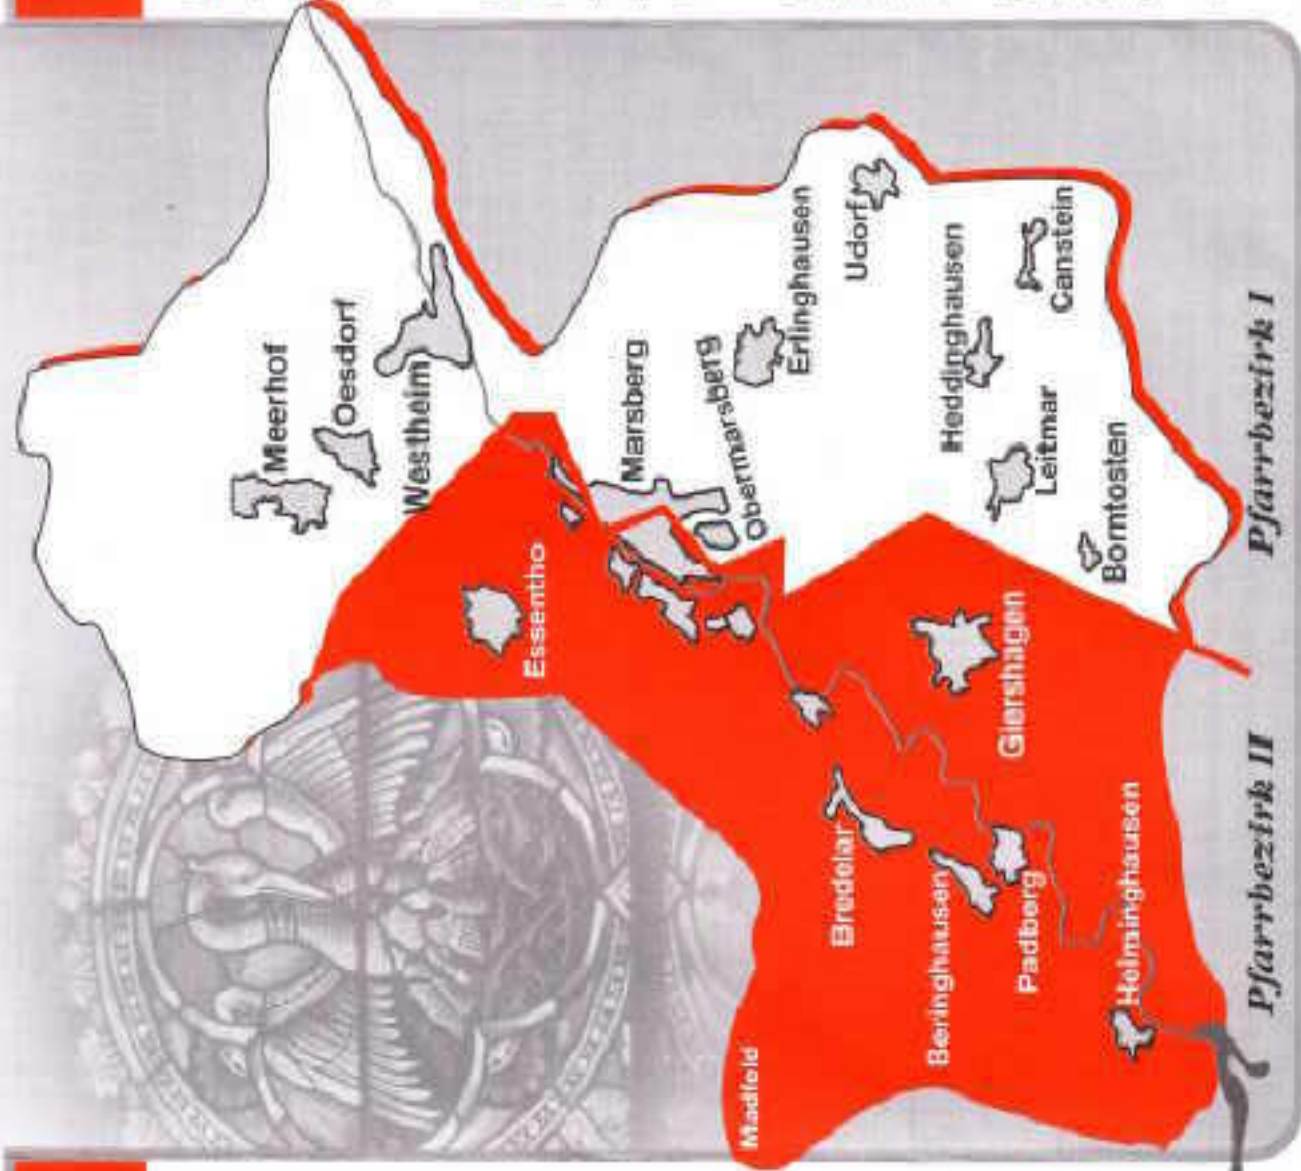 Meerhof
Oesdorf
Westheim
Essentho
Marsberg
Obermarsberg
Madfeld
Erlinghausen
Bredelar
Udorf
Beringhausen
Heddinghausen
Giershagen
Padberg
Leitmar
Canstein
Borntosten
Helminghausen
Pfarrbezirk II
Pfarrbezirk I